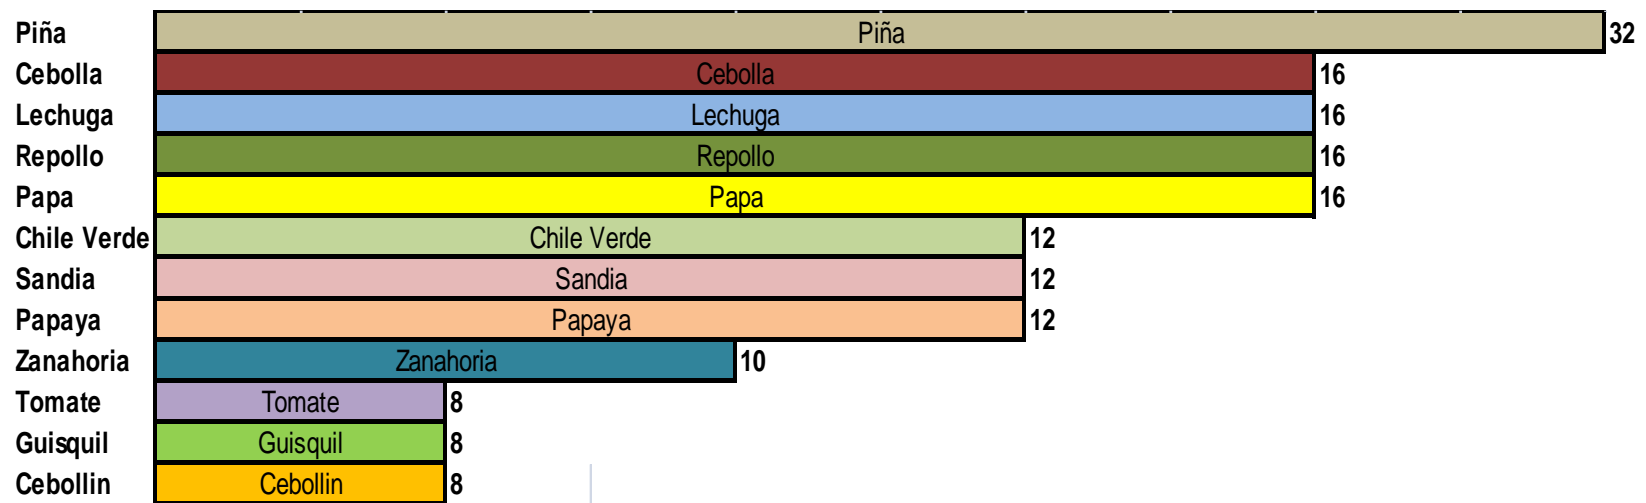 Piña Piña 32
Cebolla Cebolla 16
Lechuga Lechuga 16
Repollo Repollo 16
Papa Papa 16
Chile Verde Chile Verde 12
Sandia Sandia 12
Papaya Papaya 12
Zanahoria Zanahoria 10
Tomate Tomate 8
Guisquil Guisquil 8
Cebollin Cebollin 8